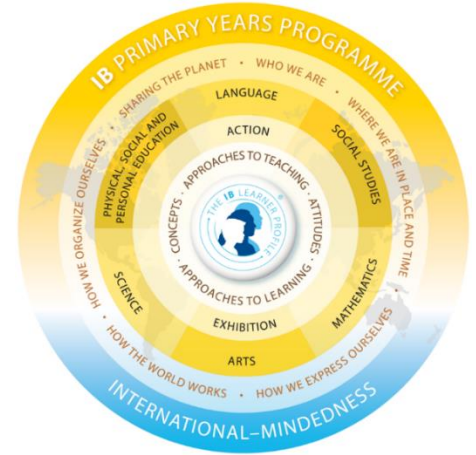 IB PRIMARY YEARS PROGRAMME
SHARING THE PLANET • WHO WE ARE • WHERE WE ARE IN PLACE AND TIME
HOW WE EXPRESS OURSELVES • HOW THE WORLD WORKS • HOW WE ORGANIZE OURSELVES •
LANGUAGE
SOCIAL STUDIES
MATHEMATICS
ARTS
SCIENCE
PHYSICAL, SOCIAL AND
PERSONAL EDUCATION
ACTION
EXHIBITION
CONCEPTS · APPROACHES TO TEACHING · ATTITUDES ·
APPROACHES TO LEARNING ·
THE IB LEARNER PROFILE
®
INTERNATIONAL–MINDEDNESS